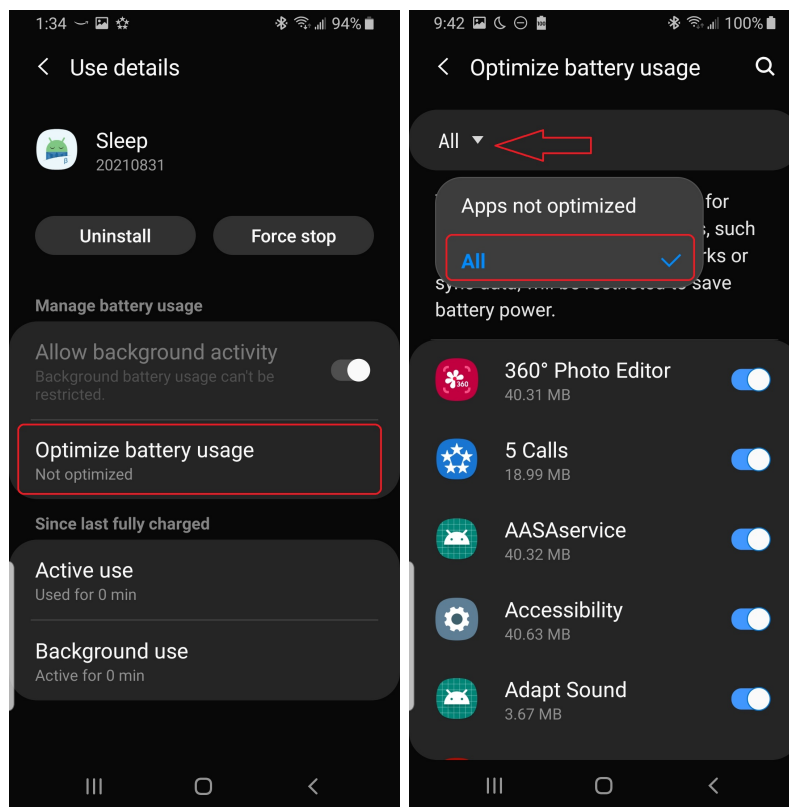 1:34
94%
Use details
Sleep
20210831
Uninstall
Force stop
Manage battery usage
Allow background activity
Background battery usage can't be
restricted.
Optimize battery usage
Not optimized
Since last fully charged
Active use
Used for 0 min
Background use
Active for 0 min
9:42
100%
Optimize battery usage
All
Apps not optimized
for
such
All
rks or
save
battery power.
360° Photo Editor
40.31 MB
5 Calls
18.99 MB
AASAservice
40.32 MB
Accessibility
40.63 MB
Adapt Sound
3.67 MB